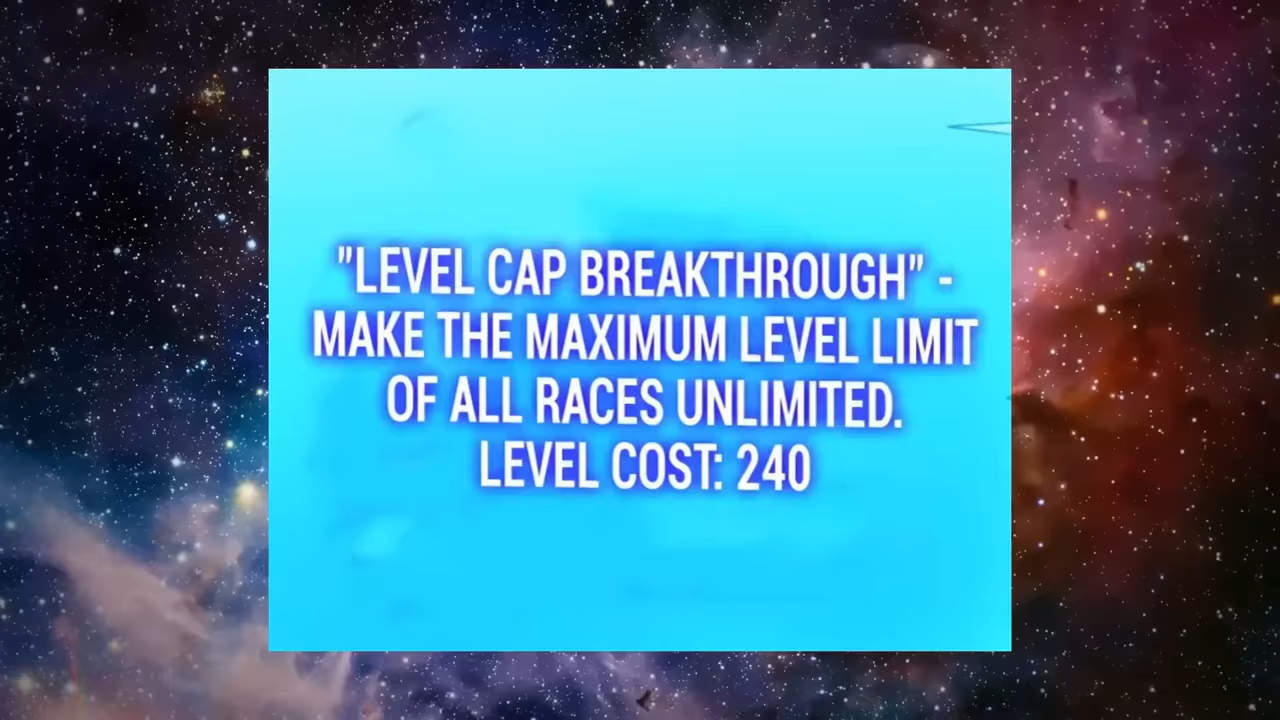 "LEVEL CAP BREAKTHROUGH" -
MAKE THE MAXIMUM LEVEL LIMIT
OF ALL RACES UNLIMITED.
LEVEL COST: 240